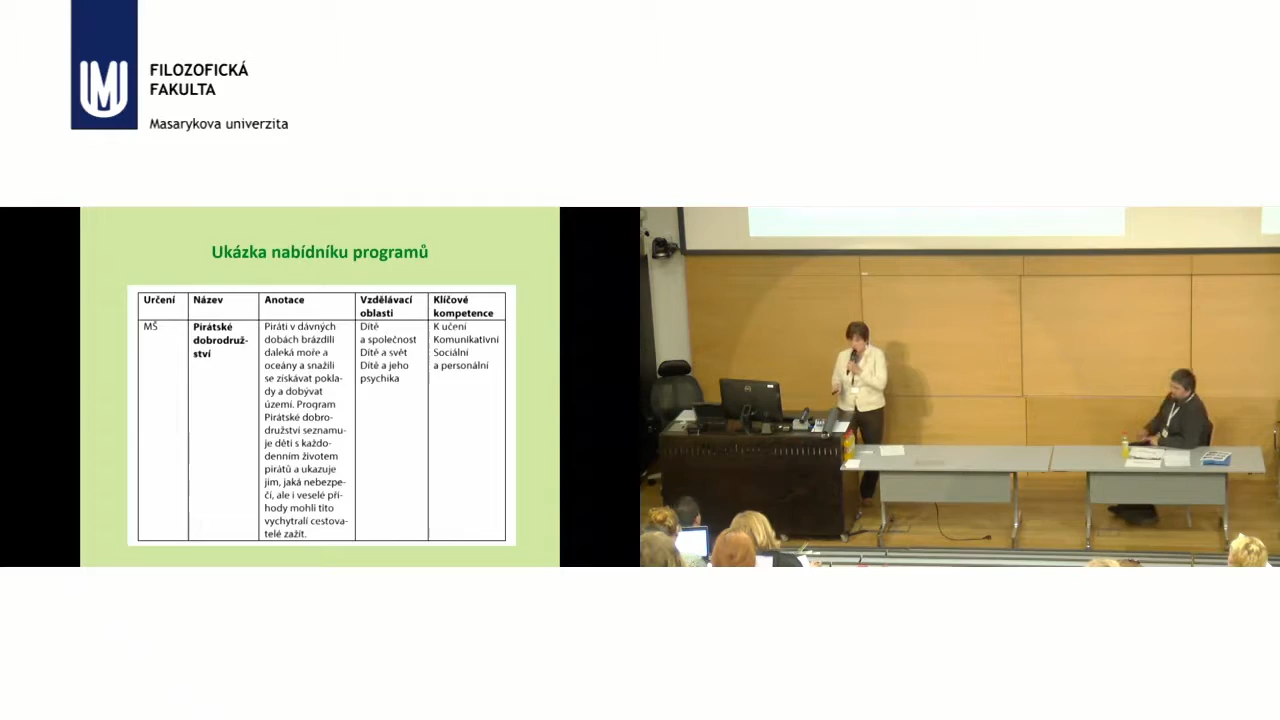 FILOZOFICKÁ
FAKULTA
Masarykova univerzita
Ukázka nabídníku programů
Určení
Název
Anotace
Vzdělávací
oblasti
Klíčové
kompetence
MŠ
Pirátské
dobrodruž-
ství
Piráti v dávných
dobách brázdili
daleká moře a
oceány a snažili
se získávat pokla-
dy a dobývat
území. Program
Pirátské dobro-
družství seznamu-
je děti s každo-
denním životem
pirátů a ukazuje
jim, jaká nebezpe-
čí, ale i veselé pří-
hody mohli tito
vychytralí cestova-
telé zažít.
Dítě
a společnost
Dítě a svět
Dítě a jeho
psychika
K učení
Komunikativní
Sociální
a personální